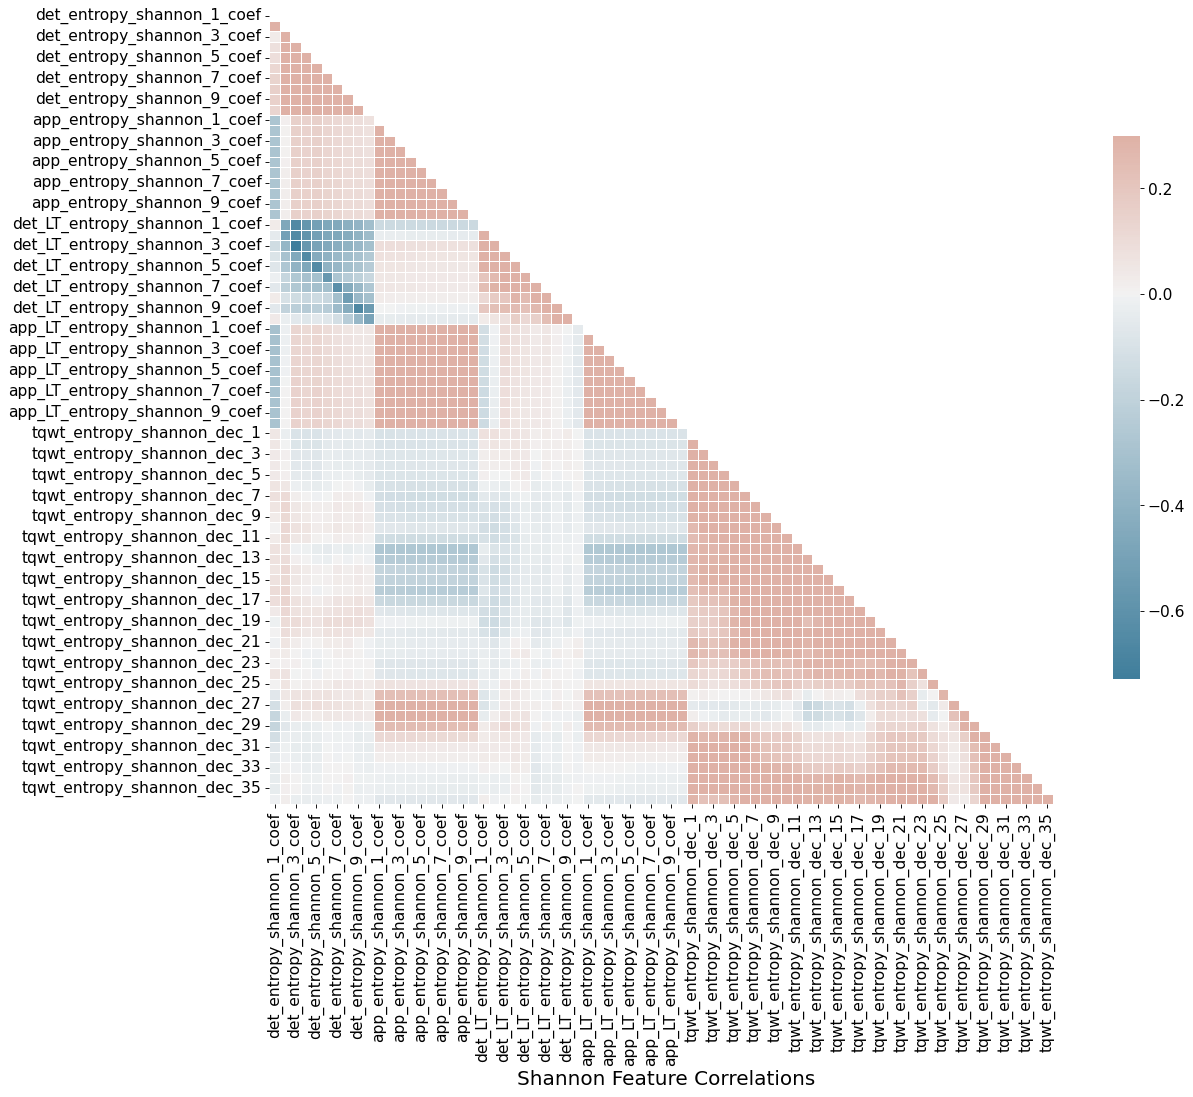 det_entropy_shannon_1_coef
det_entropy_shannon_3_coef
det_entropy_shannon_5_coef
det_entropy_shannon_7_coef
det_entropy_shannon_9_coef
app_entropy_shannon_1_coef
app_entropy_shannon_3_coef
app_entropy_shannon_5_coef
app_entropy_shannon_7_coef
app_entropy_shannon_9_coef
det_LT_entropy_shannon_1_coef
det_LT_entropy_shannon_3_coef
det_LT_entropy_shannon_5_coef
det_LT_entropy_shannon_7_coef
det_LT_entropy_shannon_9_coef
app_LT_entropy_shannon_1_coef
app_LT_entropy_shannon_3_coef
app_LT_entropy_shannon_5_coef
app_LT_entropy_shannon_7_coef
app_LT_entropy_shannon_9_coef
tqwt_entropy_shannon_dec_1
tqwt_entropy_shannon_dec_3
tqwt_entropy_shannon_dec_5
tqwt_entropy_shannon_dec_7
tqwt_entropy_shannon_dec_9
tqwt_entropy_shannon_dec_11
tqwt_entropy_shannon_dec_13
tqwt_entropy_shannon_dec_15
tqwt_entropy_shannon_dec_17
tqwt_entropy_shannon_dec_19
tqwt_entropy_shannon_dec_21
tqwt_entropy_shannon_dec_23
tqwt_entropy_shannon_dec_25
tqwt_entropy_shannon_dec_27
tqwt_entropy_shannon_dec_29
tqwt_entropy_shannon_dec_31
tqwt_entropy_shannon_dec_33
tqwt_entropy_shannon_dec_35
0.2
0.0
−0.2
−0.4
−0.6
det_entropy_shannon_1_coef
det_entropy_shannon_3_coef
det_entropy_shannon_5_coef
det_entropy_shannon_7_coef
det_entropy_shannon_9_coef
app_entropy_shannon_1_coef
app_entropy_shannon_3_coef
app_entropy_shannon_5_coef
app_entropy_shannon_7_coef
app_entropy_shannon_9_coef
det_LT_entropy_shannon_1_coef
det_LT_entropy_shannon_3_coef
det_LT_entropy_shannon_5_coef
det_LT_entropy_shannon_7_coef
det_LT_entropy_shannon_9_coef
app_LT_entropy_shannon_1_coef
app_LT_entropy_shannon_3_coef
app_LT_entropy_shannon_5_coef
app_LT_entropy_shannon_7_coef
app_LT_entropy_shannon_9_coef
tqwt_entropy_shannon_dec_1
tqwt_entropy_shannon_dec_3
tqwt_entropy_shannon_dec_5
tqwt_entropy_shannon_dec_7
tqwt_entropy_shannon_dec_9
tqwt_entropy_shannon_dec_11
tqwt_entropy_shannon_dec_13
tqwt_entropy_shannon_dec_15
tqwt_entropy_shannon_dec_17
tqwt_entropy_shannon_dec_19
tqwt_entropy_shannon_dec_21
tqwt_entropy_shannon_dec_23
tqwt_entropy_shannon_dec_25
tqwt_entropy_shannon_dec_27
tqwt_entropy_shannon_dec_29
tqwt_entropy_shannon_dec_31
tqwt_entropy_shannon_dec_33
tqwt_entropy_shannon_dec_35
Shannon Feature Correlations